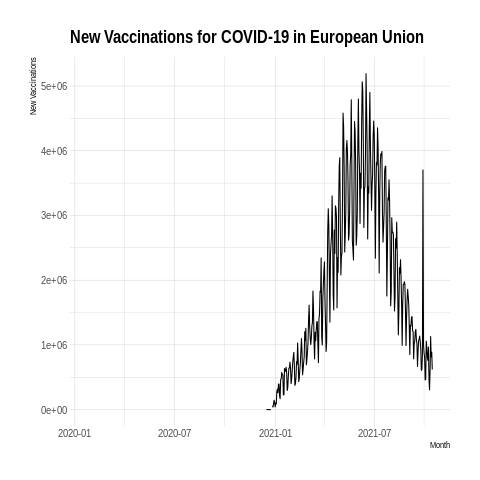 New Vaccinations for COVID-19 in European Union
New Vaccinations
5e+06
4e+06
3e+06
2e+06
1e+06
0e+00
2020-01 2020-07 2021-01 2021-07
Month